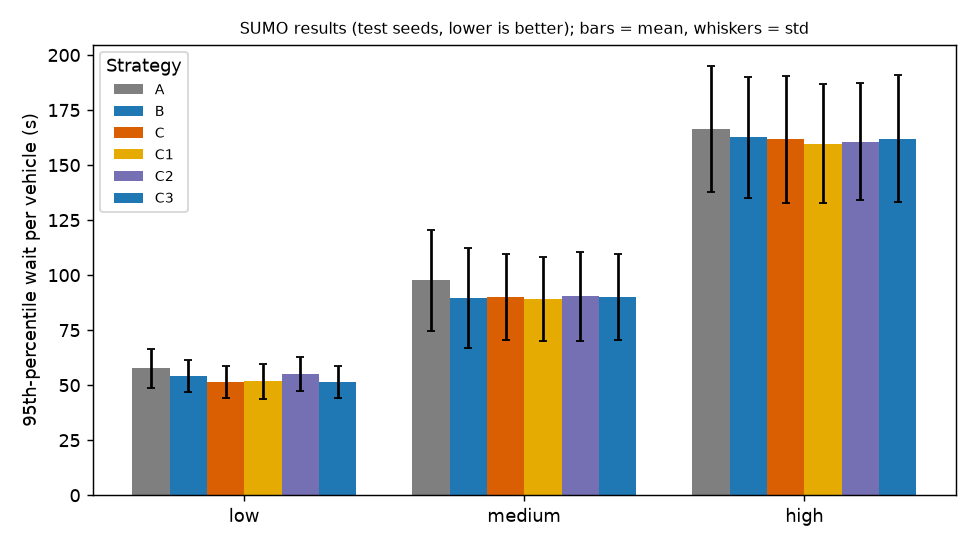 SUMO results (test seeds, lower is better); bars = mean, whiskers = std
95th-percentile wait per vehicle (s)
200
175
150
125
100
75
50
25
0
Strategy
A
B
C
C1
C2
C3
low
medium
high